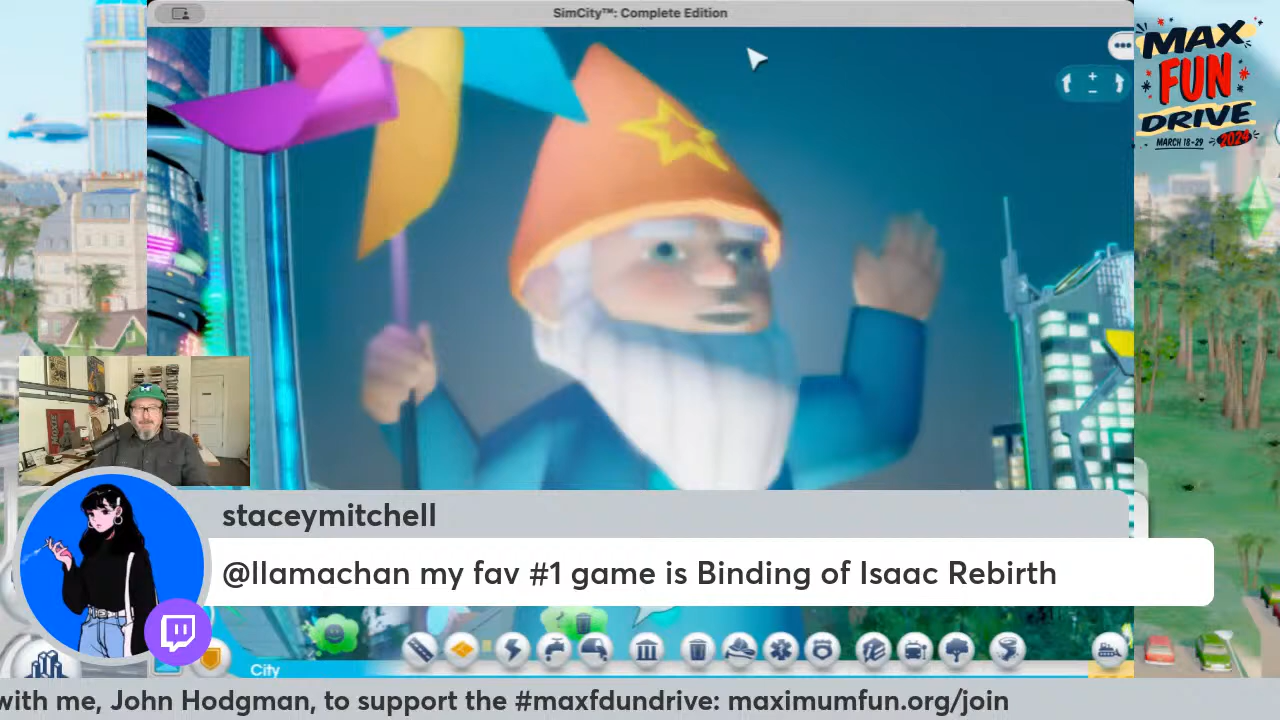 SimCity™: Complete Edition
MAX
FUN
DRIVE
MARCH 18-29
2024
MOXIE
staceymitchell
@llamachan my fav #1 game is Binding of Isaac Rebirth
City
with me, John Hodgman, to support the #maxfdundrive: maximumfun.org/join